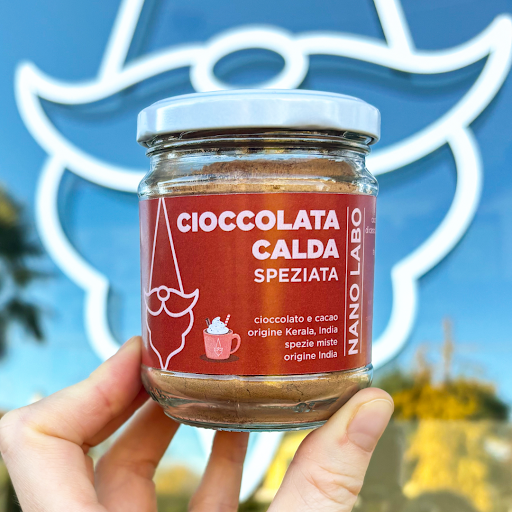 CIOCCOLATA
CALDA
SPEZIATA
cioccolato e cacao
origine Kerala, India
spezie miste
origine India
NANO LABO